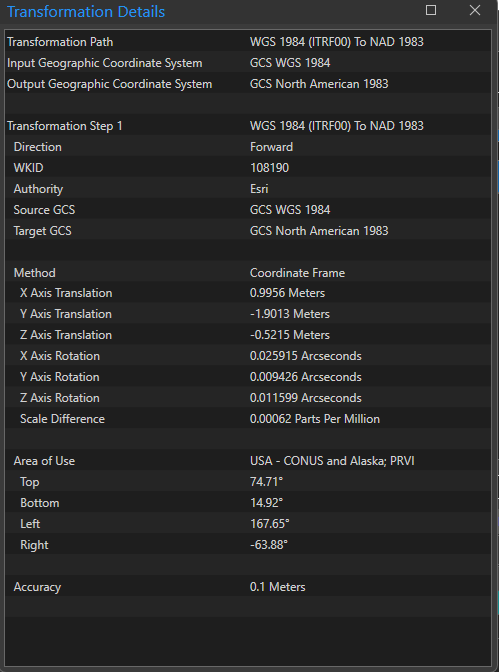 Transformation Details
Transformation Path WGS 1984 (ITRF00) To NAD 1983
Input Geographic Coordinate System GCS WGS 1984
Output Geographic Coordinate System GCS North American 1983
Transformation Step 1 WGS 1984 (ITRF00) To NAD 1983
Direction Forward
WKID 108190
Authority Esri
Source GCS GCS WGS 1984
Target GCS GCS North American 1983
Method Coordinate Frame
X Axis Translation 0.9956 Meters
Y Axis Translation -1.9013 Meters
Z Axis Translation -0.5215 Meters
X Axis Rotation 0.025915 Arcseconds
Y Axis Rotation 0.009426 Arcseconds
Z Axis Rotation 0.011599 Arcseconds
Scale Difference 0.00062 Parts Per Million
Area of Use USA - CONUS and Alaska; PRVI
Top 74.71°
Bottom 14.92°
Left 167.65°
Right -63.88°
Accuracy 0.1 Meters